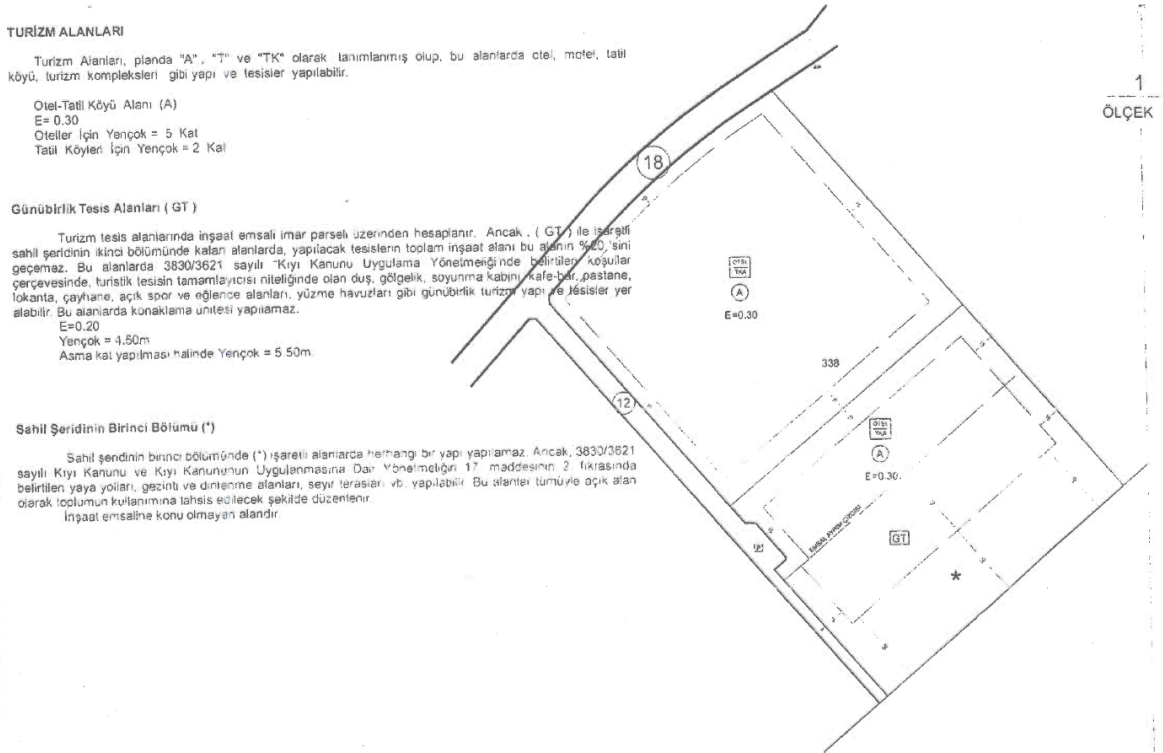 TURİZM ALANLARI
Turizm Alanları, planda "A", "T" ve "TK" olarak tanımlanmış olup, bu alanlarda otel, motel, tatil
köyü, turizm kompleksleri gibi yapı ve tesisler yapılabilir.
Otel-Tatil Köyü Alanı (A)
E= 0.30
Oteller İçin Yençok = 5 Kat
Tatil Köyleri İçin Yençok = 2 Kat
Günübirlik Tesis Alanları ( GT )
Turizm tesis alanlarında inşaat emsali imar parseli üzerinden hesaplanır. Ancak , ( GT ) ile işaretli
sahil şeridinin ikinci bölümünde kalan alanlarda, yapılacak tesislerin toplam inşaat alanı bu alanın %20 'sini
geçemez. Bu alanlarda 3830/3621 sayılı "Kıyı Kanunu Uygulama Yönetmeliği'nde belirtilen koşullar
çerçevesinde, turistik tesisin tamamlayıcısı niteliğinde olan duş, gölgelik, soyunma kabini, kafe-bar, pastane,
lokanta, çayhane, açık spor ve eğlence alanları, yüzme havuzları gibi günübirlik turizm yapı ve tesisler yer
alabilir. Bu alanlarda konaklama ünitesi yapılamaz.
E=0.20
Yençok = 4.50m
Asma kat yapılması halinde Yençok = 5.50m.
Sahil Şeridinin Birinci Bölümü (*)
Sahil şeridinin birinci bölümünde (*) işaretli alanlarda herhangi bir yapı yapılamaz. Ancak, 3830/3621
sayılı Kıyı Kanunu ve Kıyı Kanununun Uygulanmasına Dair Yönetmeliğin 17. maddesinin 2 fıkrasında
belirtilen yaya yolları, gezinti ve dinlenme alanları, seyir terasları vb. yapılabilir. Bu alanlar tümüyle açık alan
olarak toplumun kullanımına tahsis edilecek şekilde düzenlenir.
İnşaat emsaline konu olmayan alandır
1
ÖLÇEK
18
A
E=0.30
338
12
A
E=0.30
EMSAL AYRIM ÇİZGİSİ
GT
*